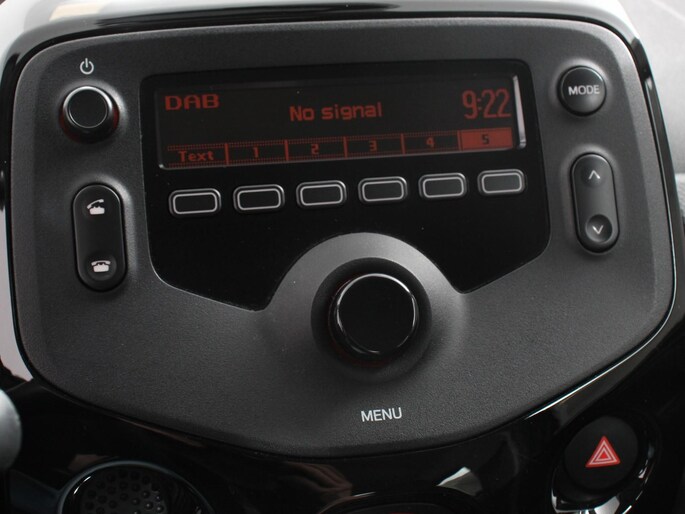 DAB
No signal
9:22
MODE
Text 1 2 3 4 5
MENU